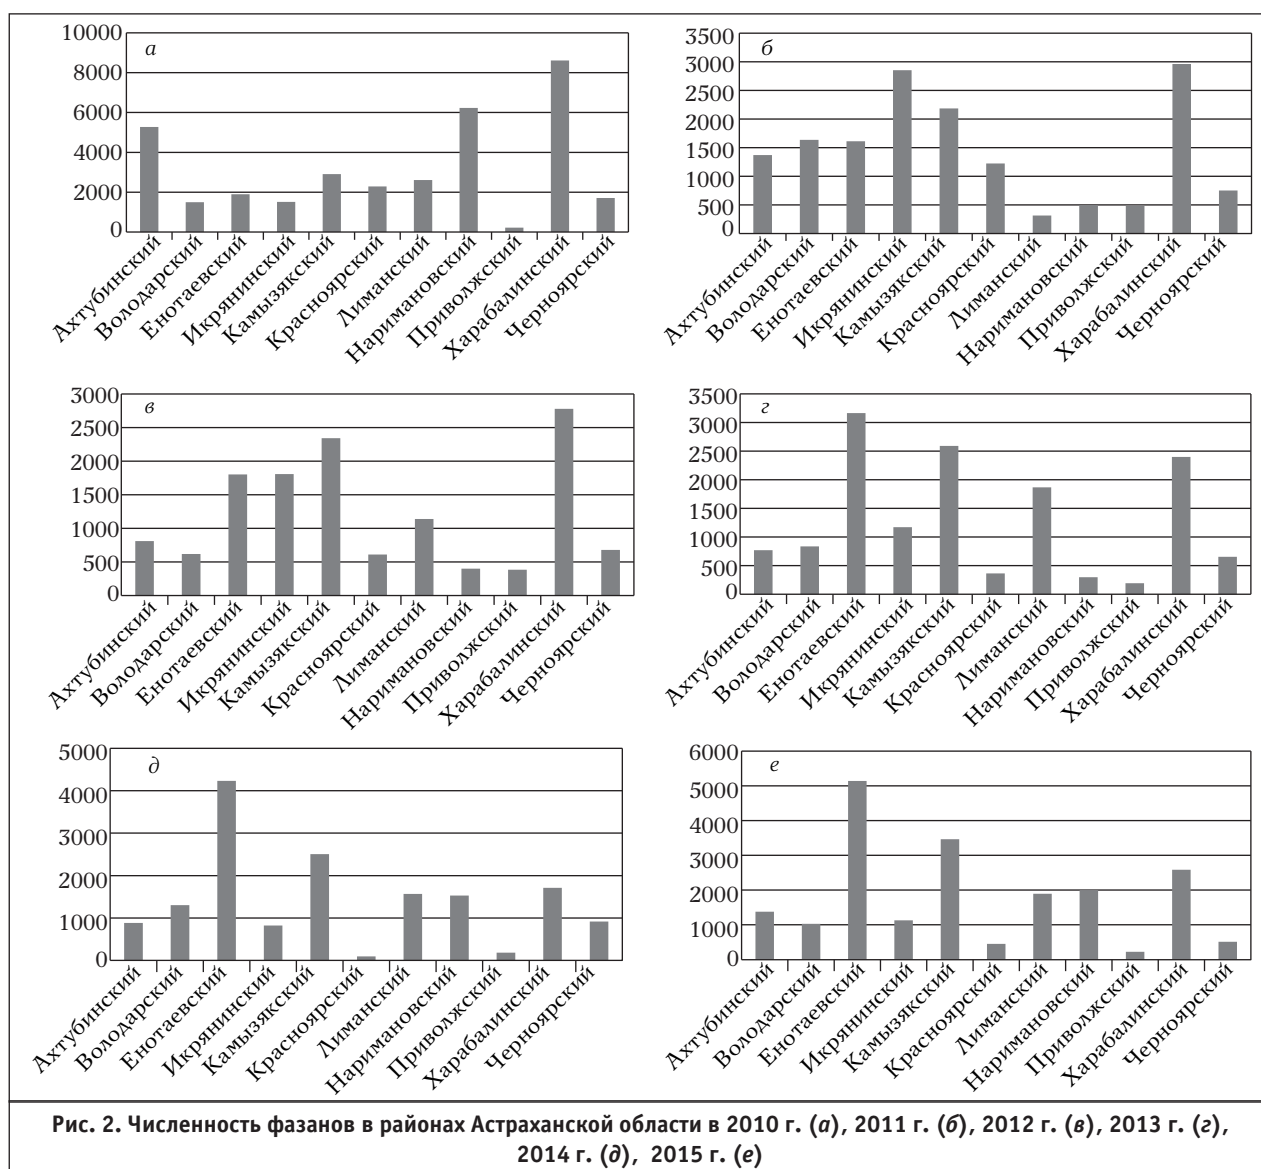 а
10000
8000
6000
4000
2000
0
Ахтубинский
Володарский
Енотаевский
Икрянинский
Камызякский
Красноярский
Лиманский
Наримановский
Приволжский
Харабалинский
Черноярский
б
3500
3000
2500
2000
1500
1000
500
0
Ахтубинский
Володарский
Енотаевский
Икрянинский
Камызякский
Красноярский
Лиманский
Наримановский
Приволжский
Харабалинский
Черноярский
в
3000
2500
2000
1500
1000
500
0
Ахтубинский
Володарский
Енотаевский
Икрянинский
Камызякский
Красноярский
Лиманский
Наримановский
Приволжский
Харабалинский
Черноярский
г
3500
3000
2500
2000
1500
1000
500
0
Ахтубинский
Володарский
Енотаевский
Икрянинский
Камызякский
Красноярский
Лиманский
Наримановский
Приволжский
Харабалинский
Черноярский
д
5000
4000
3000
2000
1000
0
Ахтубинский
Володарский
Енотаевский
Икрянинский
Камызякский
Красноярский
Лиманский
Наримановский
Приволжский
Харабалинский
Черноярский
е
6000
5000
4000
3000
2000
1000
0
Ахтубинский
Володарский
Енотаевский
Икрянинский
Камызякский
Красноярский
Лиманский
Наримановский
Приволжский
Харабалинский
Черноярский
Рис. 2. Численность фазанов в районах Астраханской области в 2010 г. (а), 2011 г. (б), 2012 г. (в), 2013 г. (г),
2014 г. (д), 2015 г. (е)